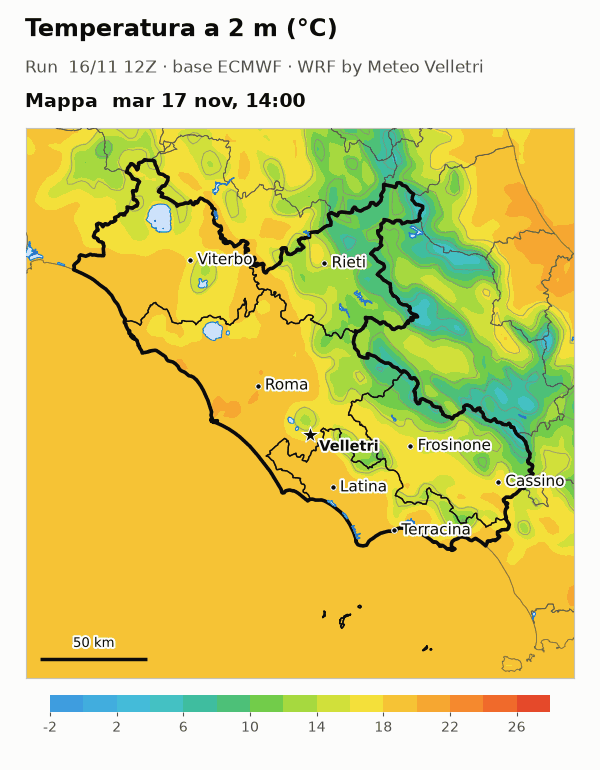 Temperatura a 2 m (°C)
Run 16/11 12Z · base ECMWF · WRF by Meteo Velletri
Mappa mar 17 nov, 14:00
Viterbo
Rieti
Roma
Velletri
Frosinone
Cassino
Latina
Terracina
50 km
-2 2 6 10 14 18 22 26